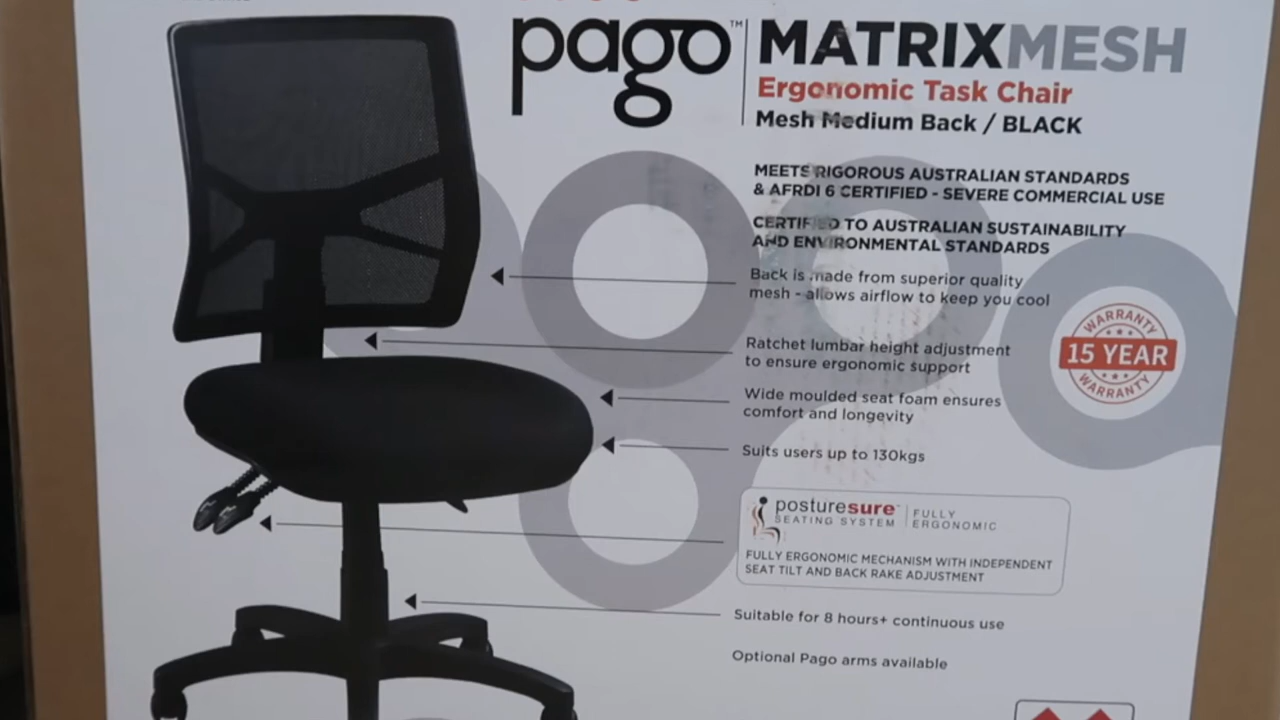 pago™
MATRIXMESH
Ergonomic Task Chair
Mesh Medium Back / BLACK
MEETS RIGOROUS AUSTRALIAN STANDARDS
& AFRDI 6 CERTIFIED - SEVERE COMMERCIAL USE
CERTIFIED TO AUSTRALIAN SUSTAINABILITY
AND ENVIRONMENTAL STANDARDS
Back is made from superior quality
mesh - allows airflow to keep you cool
Ratchet lumbar height adjustment
to ensure ergonomic support
WARRANTY
15 YEAR
WARRANTY
Wide moulded seat foam ensures
comfort and longevity
Suits users up to 130kgs
posturesure™
SEATING SYSTEM
FULLY
ERGONOMIC
FULLY ERGONOMIC MECHANISM WITH INDEPENDENT
SEAT TILT AND BACK RAKE ADJUSTMENT
Suitable for 8 hours+ continuous use
Optional Pago arms available